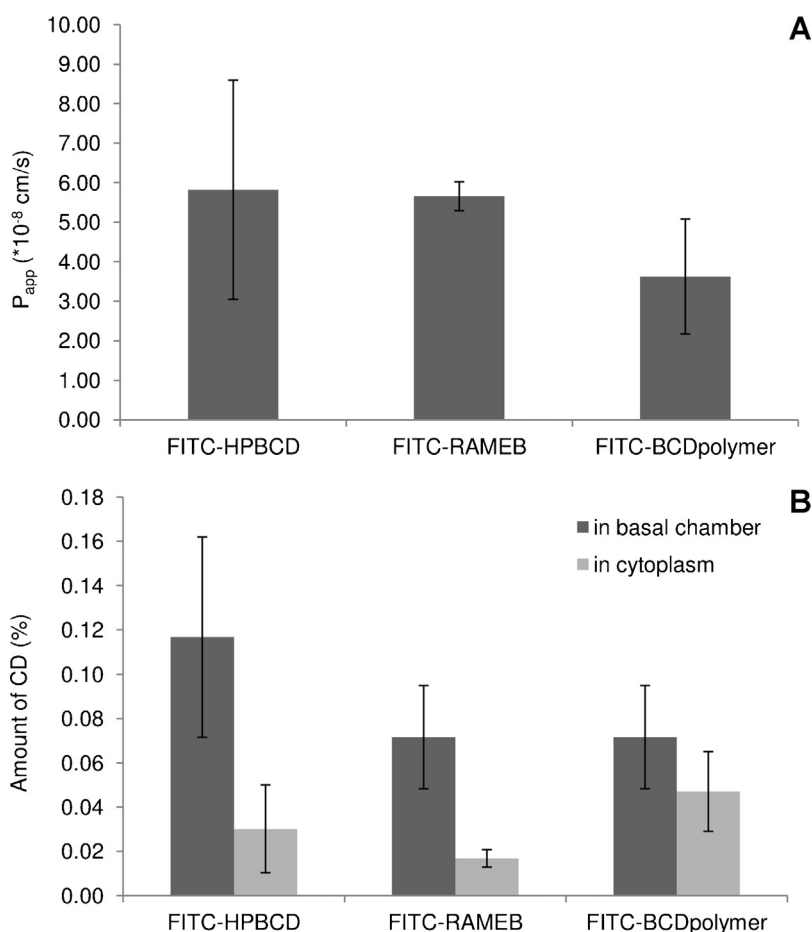 A
10.00
9.00
8.00
7.00
6.00
5.00
4.00
3.00
2.00
1.00
0.00
P_app (*10⁻⁸ cm/s)
FITC-HPBCD FITC-RAMEB FITC-BCDpolymer
B
0.18
0.16
0.14
0.12
0.10
0.08
0.06
0.04
0.02
0.00
Amount of CD (%)
in basal chamber
in cytoplasm
FITC-HPBCD FITC-RAMEB FITC-BCDpolymer